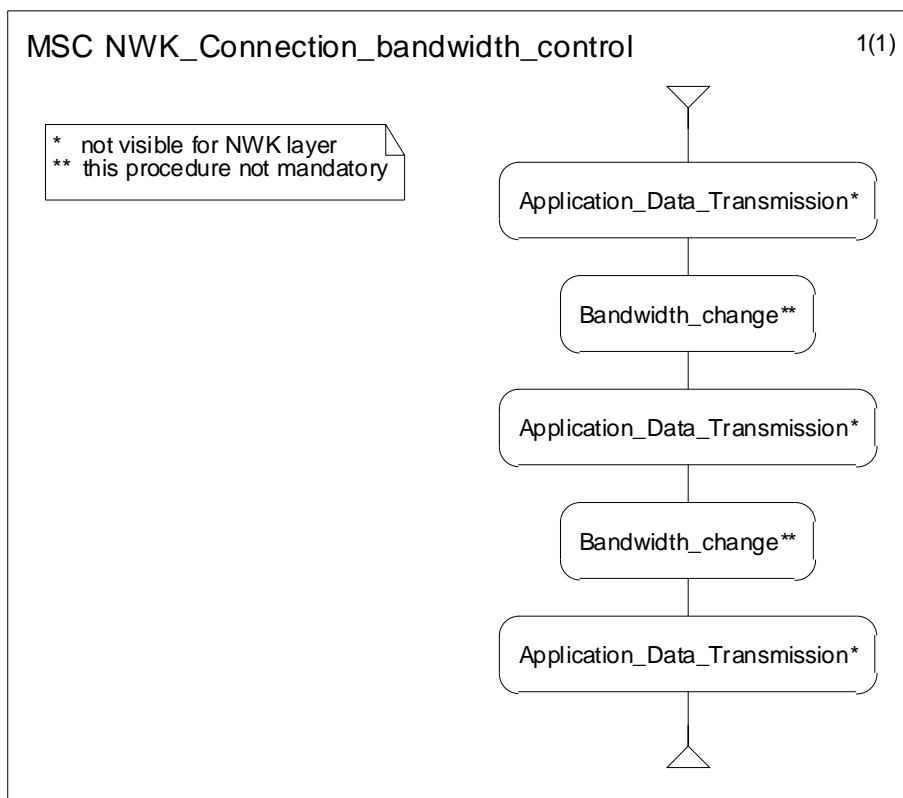 MSC NWK_Connection_bandwidth_control
1(1)
* not visible for NWK layer
** this procedure not mandatory
Application_Data_Transmission*
Bandwidth_change**
Application_Data_Transmission*
Bandwidth_change**
Application_Data_Transmission*